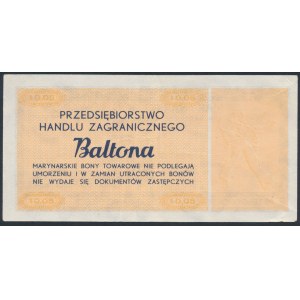 PRZEDSIĘBIORSTWO
HANDLU ZAGRANICZNEGO
Baltona
MARYNARSKIE BONY TOWAROWE NIE PODLEGAJĄ
UMORZENIU I W ZAMIAN UTRACONYCH BONÓW
NIE WYDAJE SIĘ DOKUMENTÓW ZASTĘPCZYCH